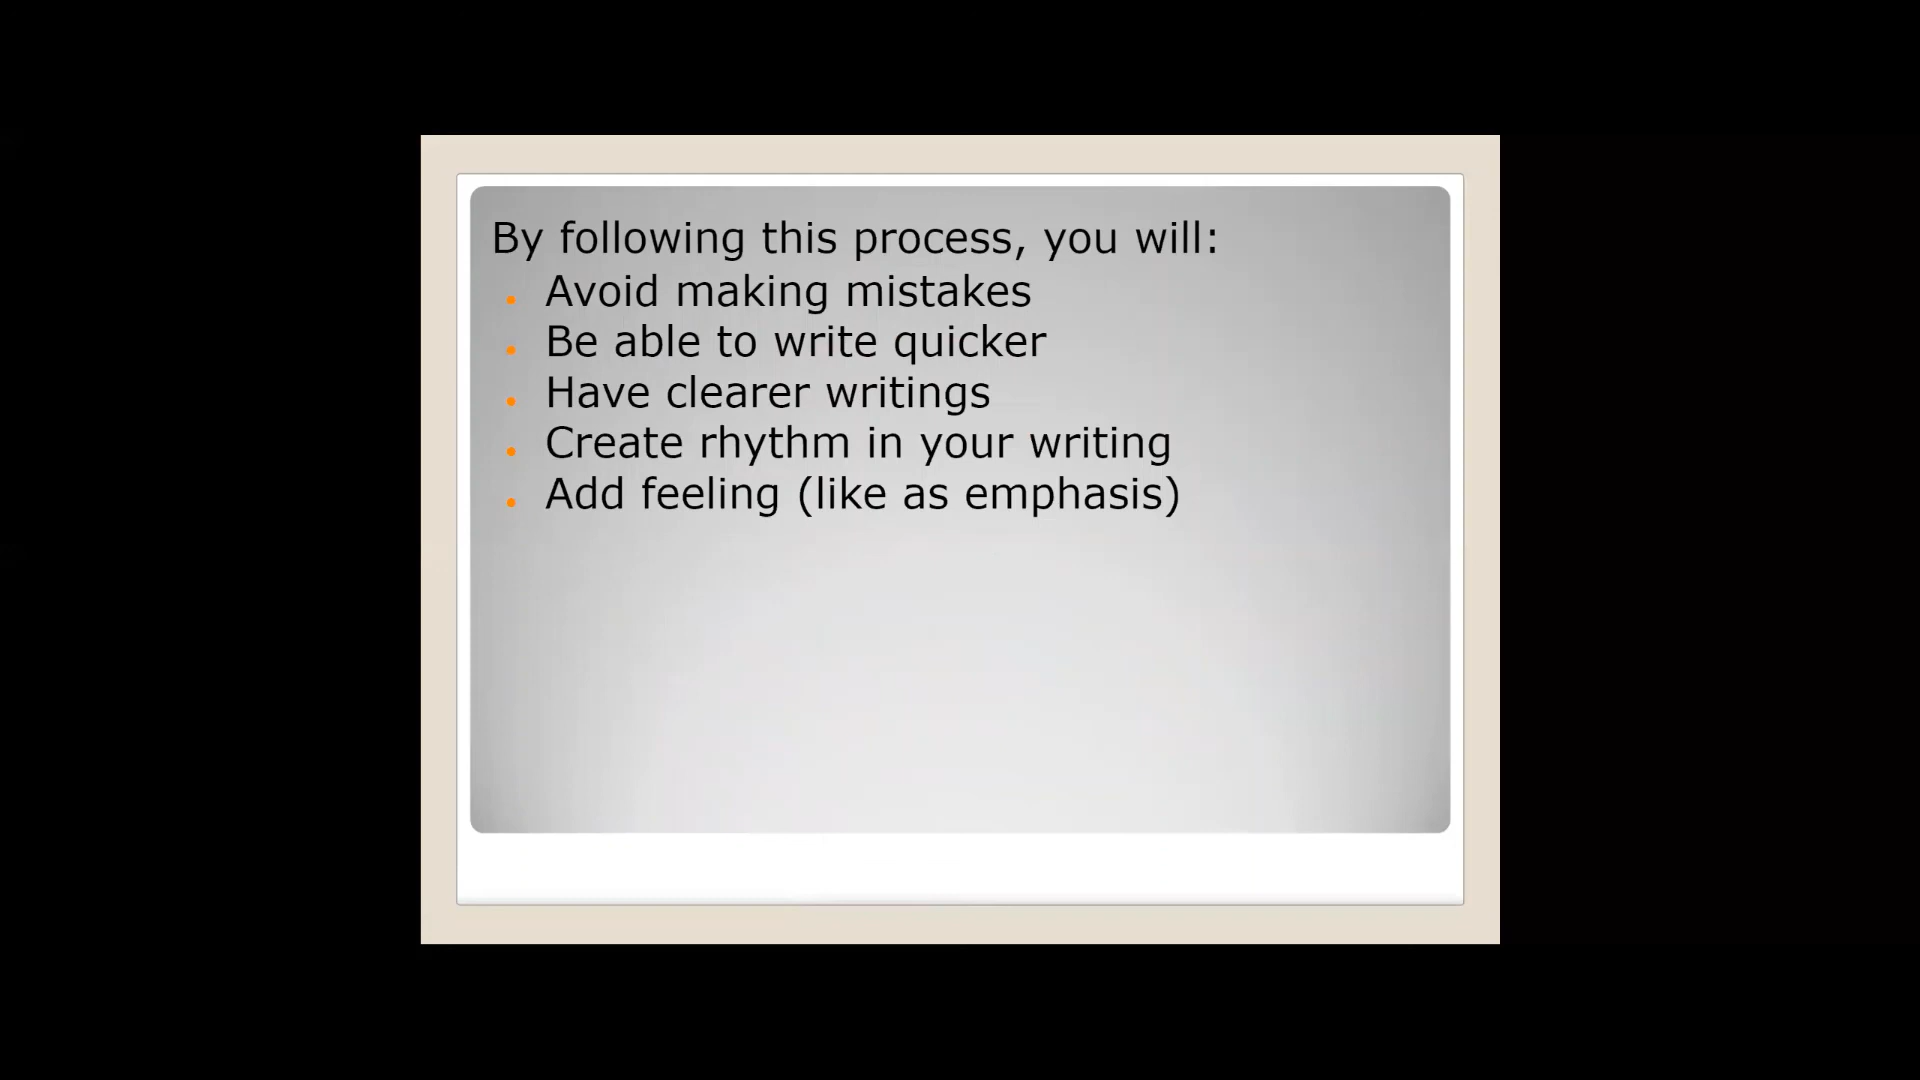 By following this process, you will:
Avoid making mistakes
Be able to write quicker
Have clearer writings
Create rhythm in your writing
Add feeling (like as emphasis)